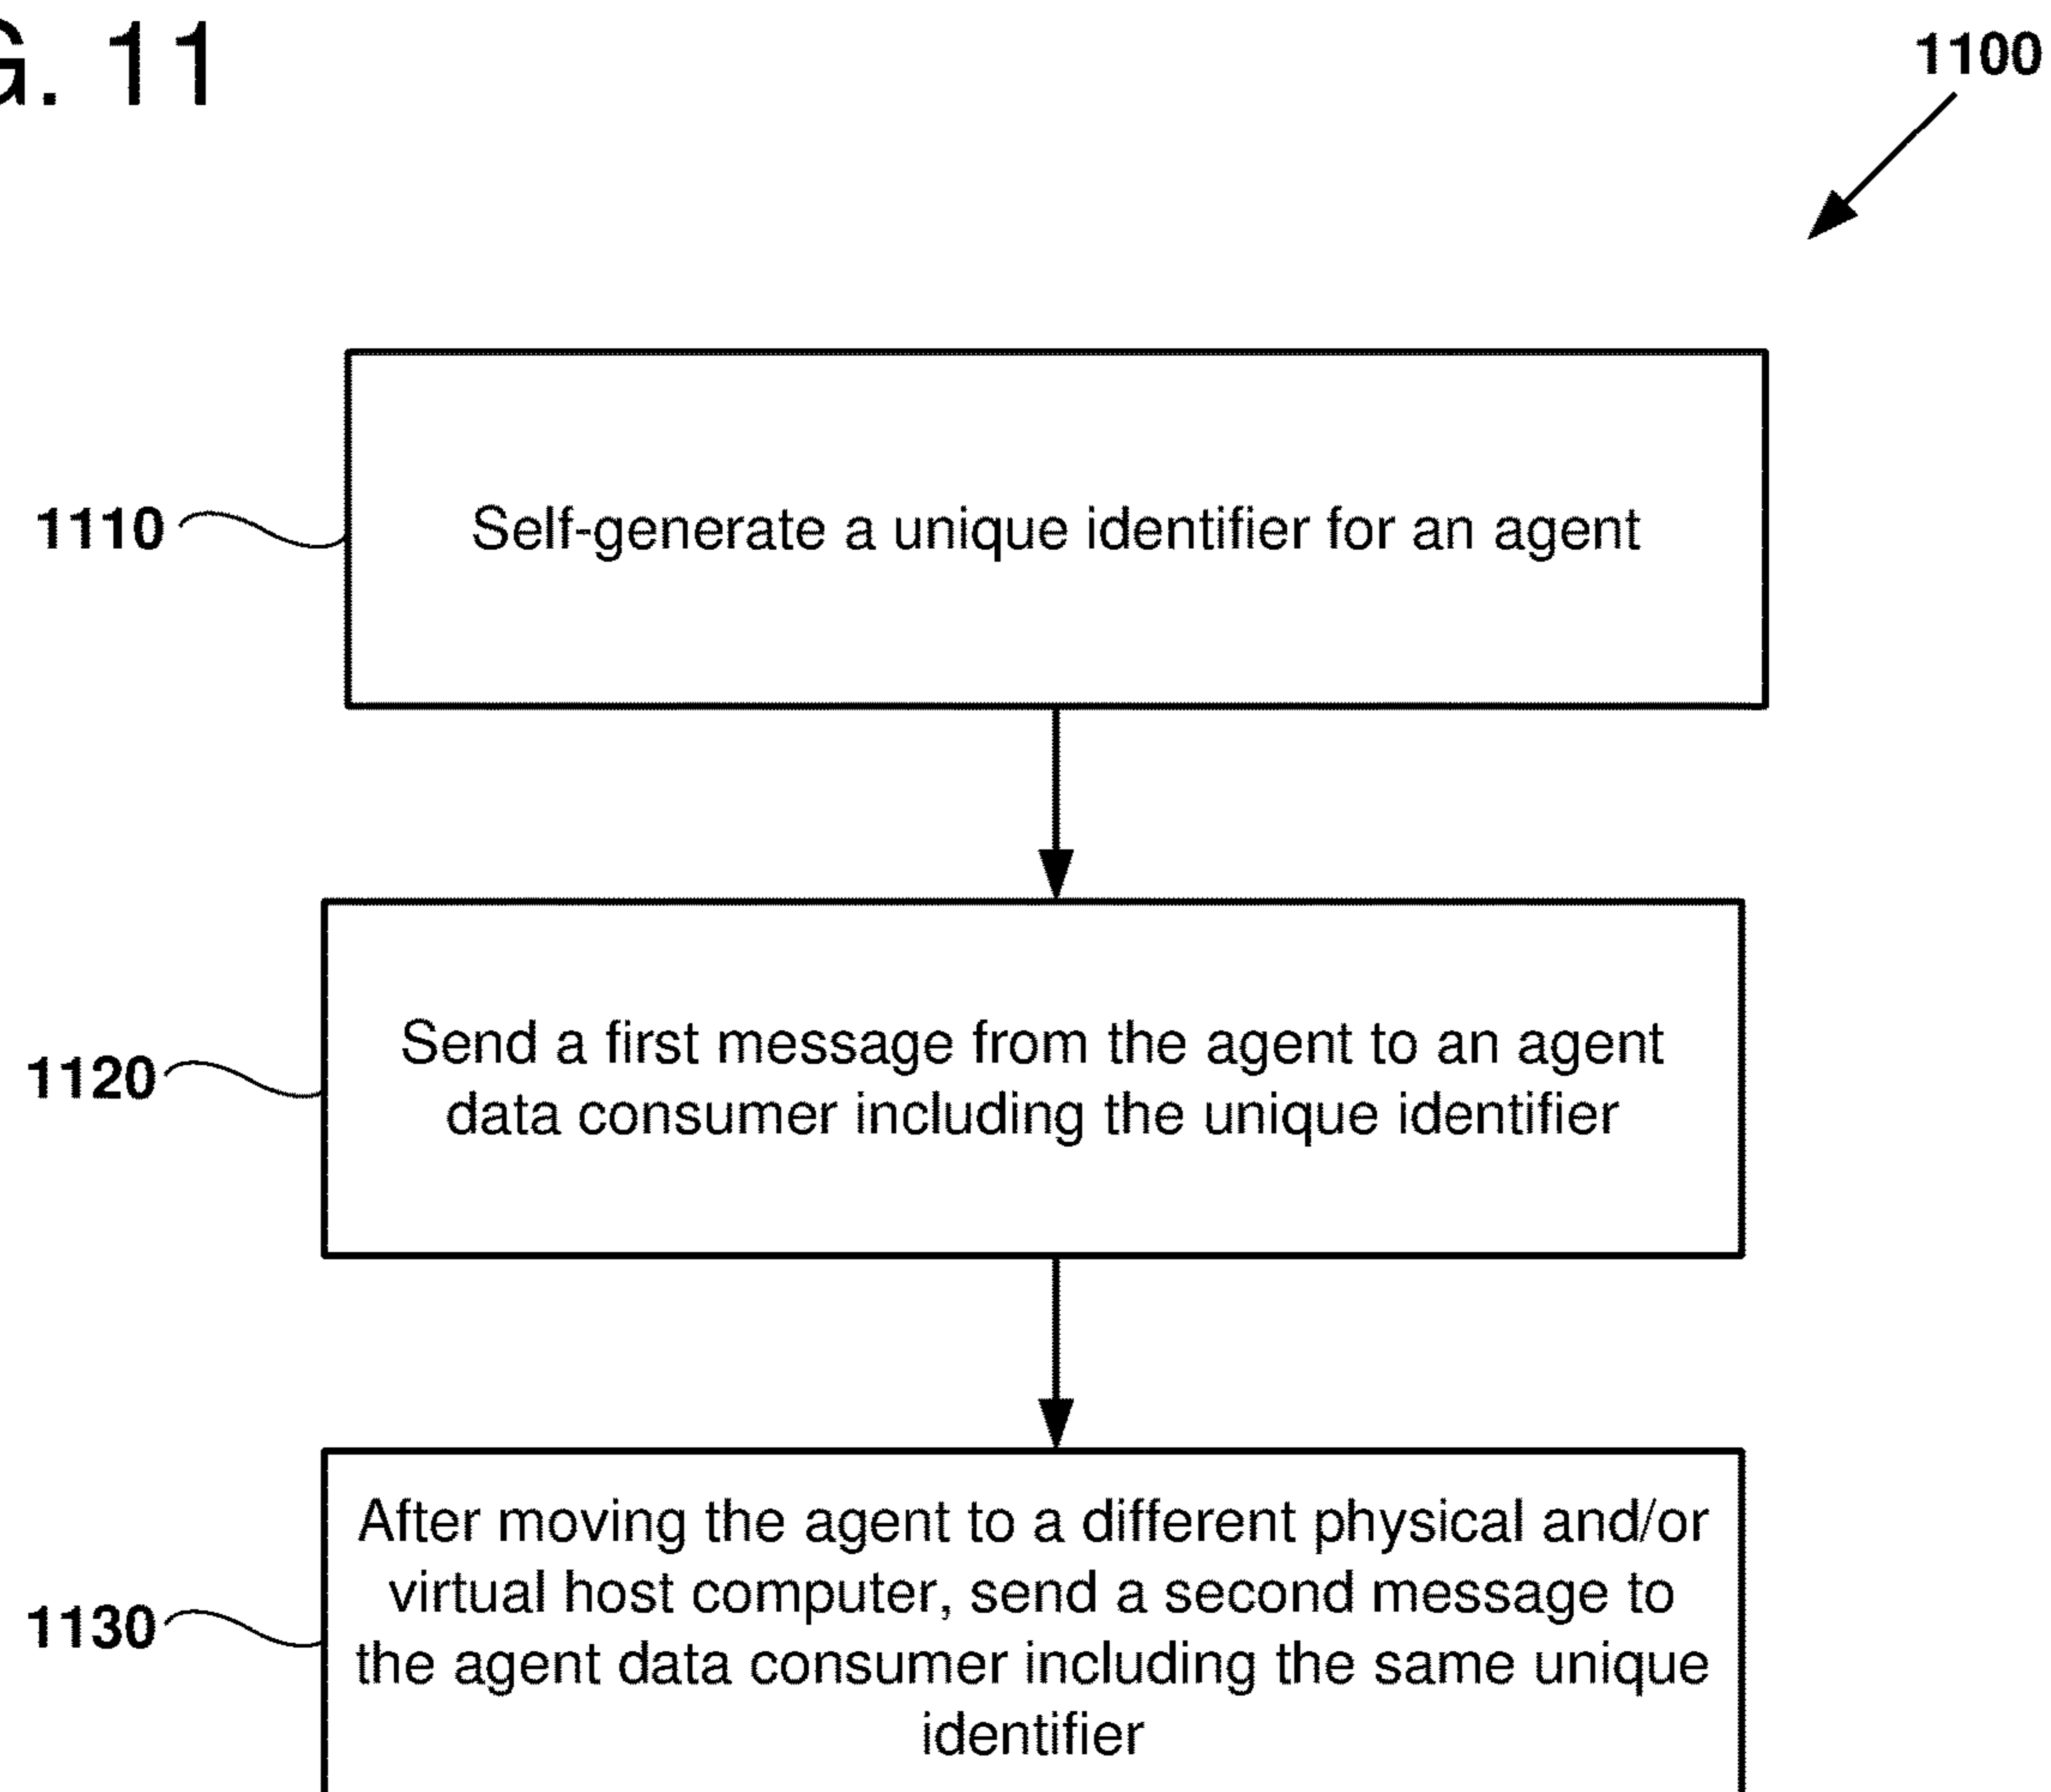 G. 11
1100
1110
Self-generate a unique identifier for an agent
1120
Send a first message from the agent to an agent
data consumer including the unique identifier
1130
After moving the agent to a different physical and/or
virtual host computer, send a second message to
the agent data consumer including the same unique
identifier